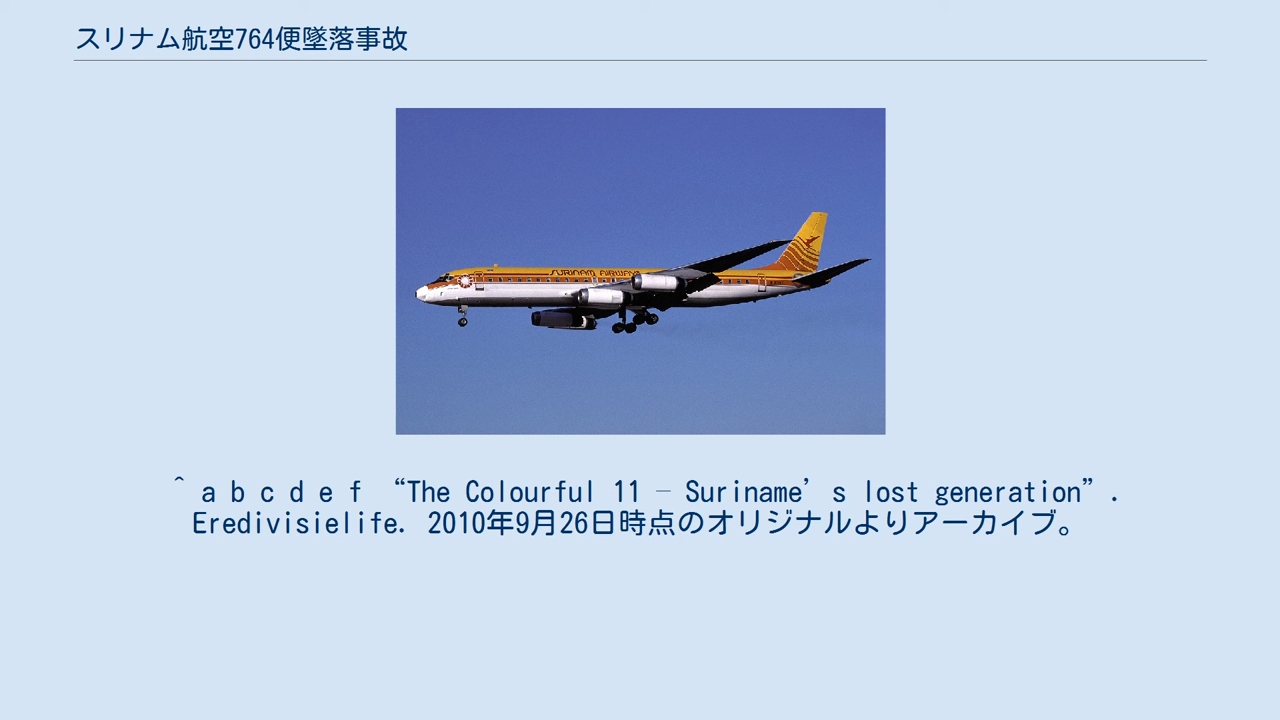 スリナム航空764便墜落事故
SURINAM AIRWAYS
^ a b c d e f “The Colourful 11 – Suriname’s lost generation”.
Eredivisielife. 2010年9月26日時点のオリジナルよりアーカイブ。